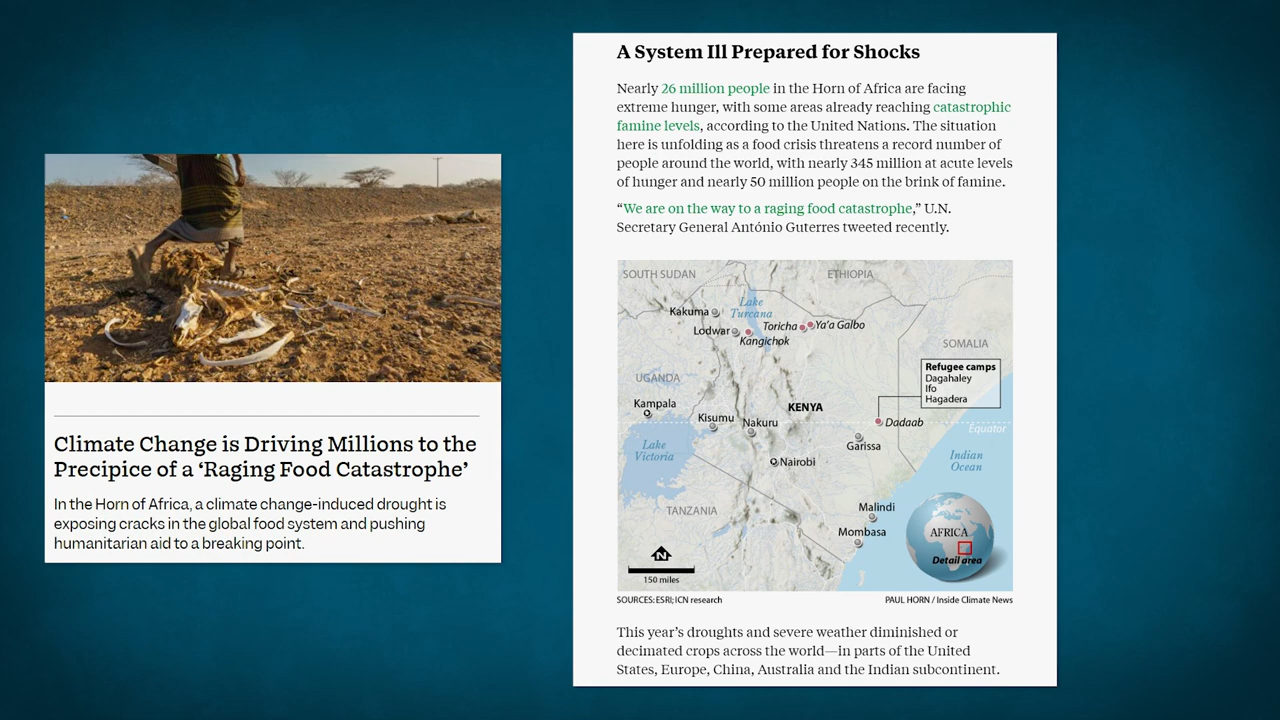 Climate Change is Driving Millions to the
Precipice of a ‘Raging Food Catastrophe’
In the Horn of Africa, a climate change-induced drought is
exposing cracks in the global food system and pushing
humanitarian aid to a breaking point.
A System Ill Prepared for Shocks
Nearly 26 million people in the Horn of Africa are facing
extreme hunger, with some areas already reaching catastrophic
famine levels, according to the United Nations. The situation
here is unfolding as a food crisis threatens a record number of
people around the world, with nearly 345 million at acute levels
of hunger and nearly 50 million people on the brink of famine.
“We are on the way to a raging food catastrophe,” U.N.
Secretary General António Guterres tweeted recently.
SOUTH SUDAN
ETHIOPIA
Lake
Turcana
Kakuma
Lodwar
Toricha
Ya’a Galbo
Kangichok
SOMALIA
Refugee camps
Dagahaley
Ifo
Hagadera
UGANDA
Kampala
KENYA
Kisumu
Nakuru
Dadaab
Equator
Garissa
Lake
Victoria
Nairobi
Indian
Ocean
TANZANIA
Malindi
Mombasa
AFRICA
Detail area
N
150 miles
SOURCES: ESRI; ICN research
PAUL HORN / Inside Climate News
This year’s droughts and severe weather diminished or
decimated crops across the world—in parts of the United
States, Europe, China, Australia and the Indian subcontinent.